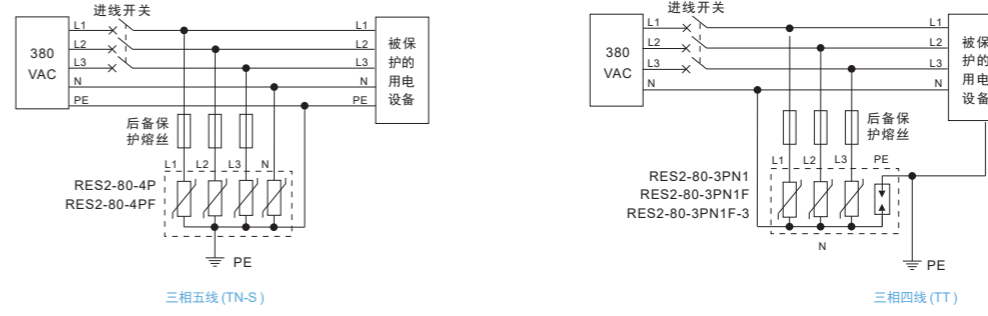 进线开关
L1
L1
L2
L2
L3
L3
N
N
PE
PE
380
VAC
被保
护的
用电
设备
后备保
护熔丝
L1
L2
L3
N
RES2-80-4P
RES2-80-4PF
PE
三相五线 (TN-S )
进线开关
L1
L1
L2
L2
L3
L3
N
N
380
VAC
被保
护的
用电
设备
后备保
护熔丝
L1
L2
L3
PE
RES2-80-3PN1
RES2-80-3PN1F
RES2-80-3PN1F-3
N
PE
三相四线 (TT )